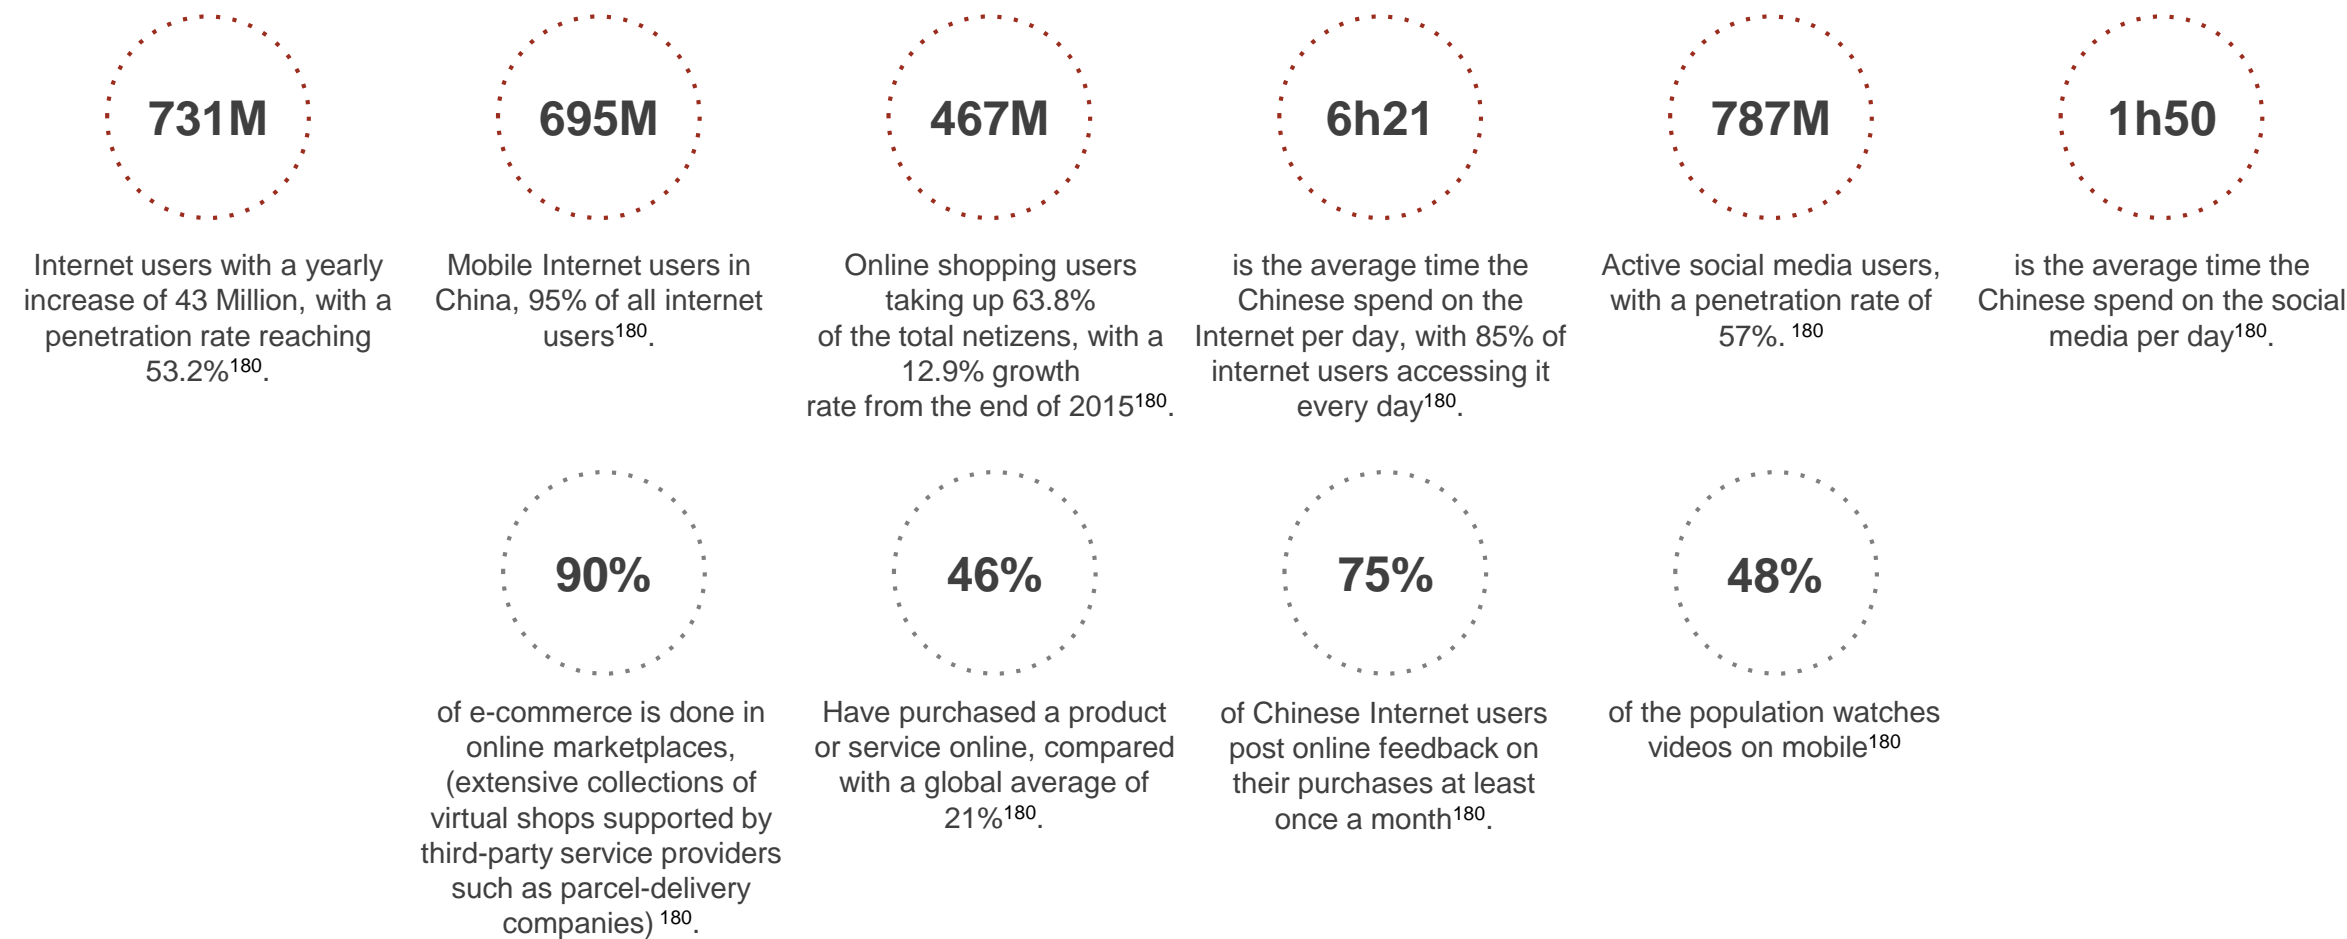 731M
Internet users with a yearly
increase of 43 Million, with a
penetration rate reaching
53.2%180.
695M
Mobile Internet users in
China, 95% of all internet
users180.
467M
Online shopping users
taking up 63.8%
of the total netizens, with a
12.9% growth
rate from the end of 2015180.
6h21
is the average time the
Chinese spend on the
Internet per day, with 85% of
internet users accessing it
every day180.
787M
Active social media users,
with a penetration rate of
57%. 180
1h50
is the average time the
Chinese spend on the social
media per day180.
90%
of e-commerce is done in
online marketplaces,
(extensive collections of
virtual shops supported by
third-party service providers
such as parcel-delivery
companies) 180.
46%
Have purchased a product
or service online, compared
with a global average of
21%180.
75%
of Chinese Internet users
post online feedback on
their purchases at least
once a month180.
48%
of the population watches
videos on mobile180